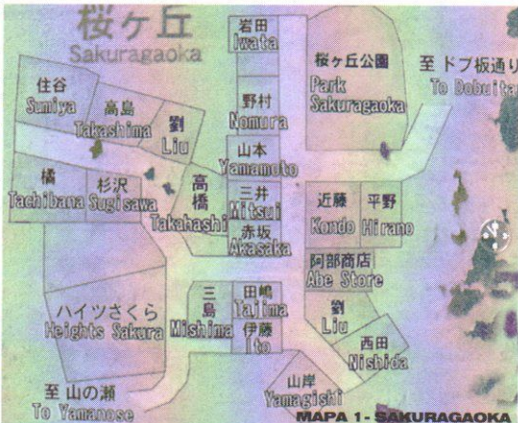 桜ヶ丘
Sakuragaoka
岩田
Iwata
桜ヶ丘公園
Park
Sakuragaoka
至 ドブ板通り
To Dobuita
住谷
Sumiya
高島
Takashima
劉
Liu
野村
Nomura
山本
Yamamoto
橘
Tachibana
杉沢
Sugisawa
高橋
Takahashi
三井
Mitsui
赤坂
Akasaka
近藤
Kondo
平野
Hirano
阿部商店
Abe Store
ハイツさくら
Heights Sakura
三島
Mishima
田嶋
Tajima
伊藤
Ito
劉
Liu
西田
Nishida
山岸
Yamagishi
至 山の瀬
To Yamanose
MAPA 1 - SAKURAGAOKA